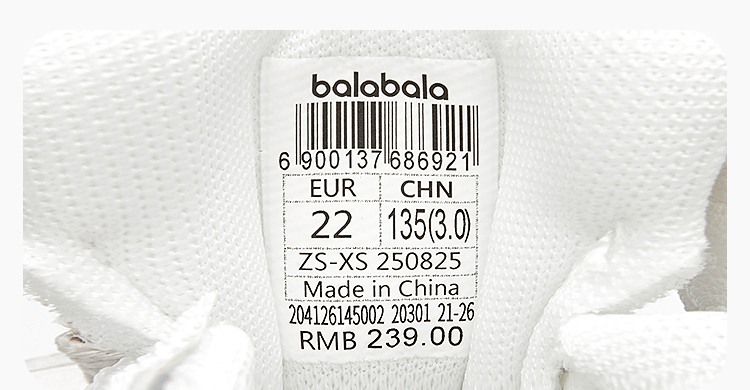 balabala
6 900137 686921
EUR CHN
22 135(3.0)
ZS-XS 250825
Made in China
204126145002 20301 21-26
RMB 239.00